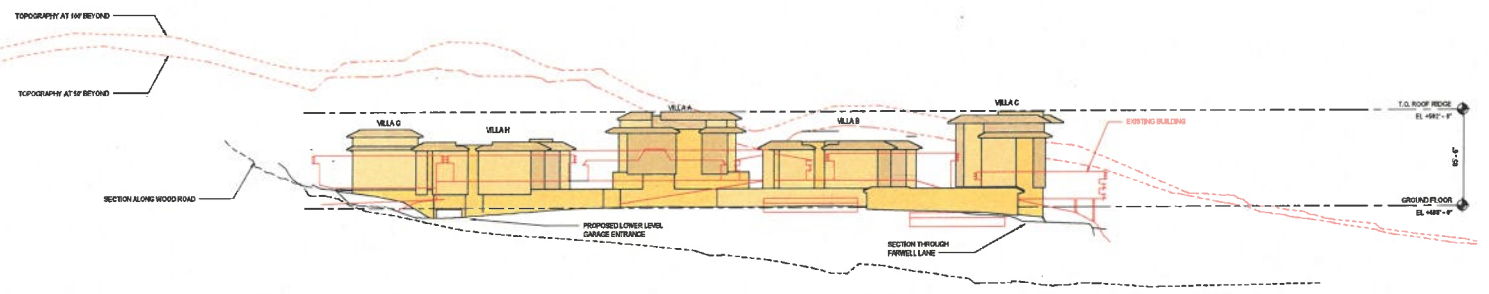 TOPOGRAPHY AT 100' BEYOND
TOPOGRAPHY AT 50' BEYOND
VILLA G
VILLA H
VILLA A
VILLA B
VILLA C
T.O. ROOF RIDGE
EXISTING BUILDING
SECTION ALONG WOOD ROAD
GROUND FLOOR
PROPOSED LOWER LEVEL
GARAGE ENTRANCE
SECTION THROUGH
FARWELL LANE